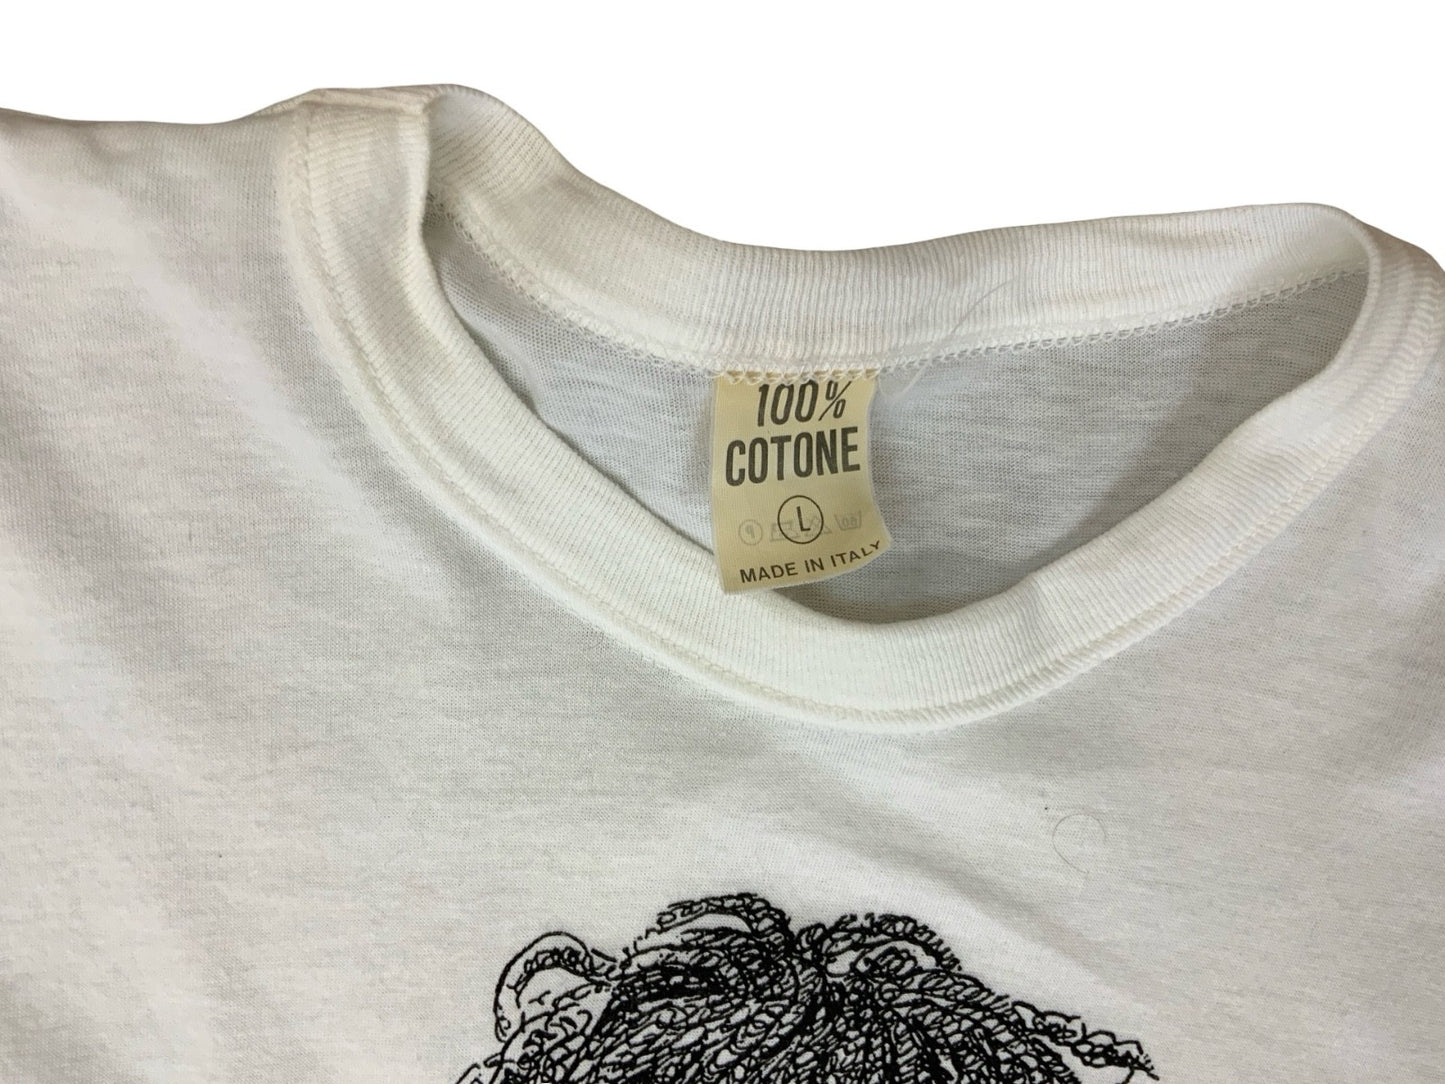 100%
COTONE
L
MADE IN ITALY